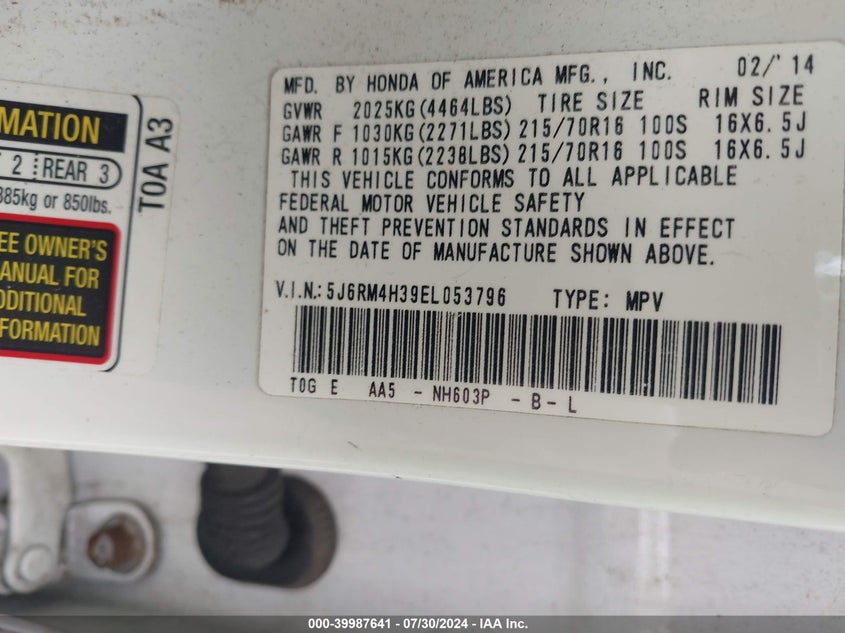 MATION
2 REAR 3
885kg or 850lbs.
EE OWNER'S
MANUAL FOR
DDITIONAL
FORMATION
T0A A3
MFD. BY HONDA OF AMERICA MFG., INC. 02/'14
GVWR 2025KG(4464LBS) TIRE SIZE RIM SIZE
GAWR F 1030KG(2271LBS) 215/70R16 100S 16X6.5J
GAWR R 1015KG(2238LBS) 215/70R16 100S 16X6.5J
THIS VEHICLE CONFORMS TO ALL APPLICABLE
FEDERAL MOTOR VEHICLE SAFETY
AND THEFT PREVENTION STANDARDS IN EFFECT
ON THE DATE OF MANUFACTURE SHOWN ABOVE.
V.I.N.: 5J6RM4H39EL053796 TYPE: MPV
T0G E AA5 - NH603P - B - L
000-39987641 - 07/30/2024 - IAA Inc.